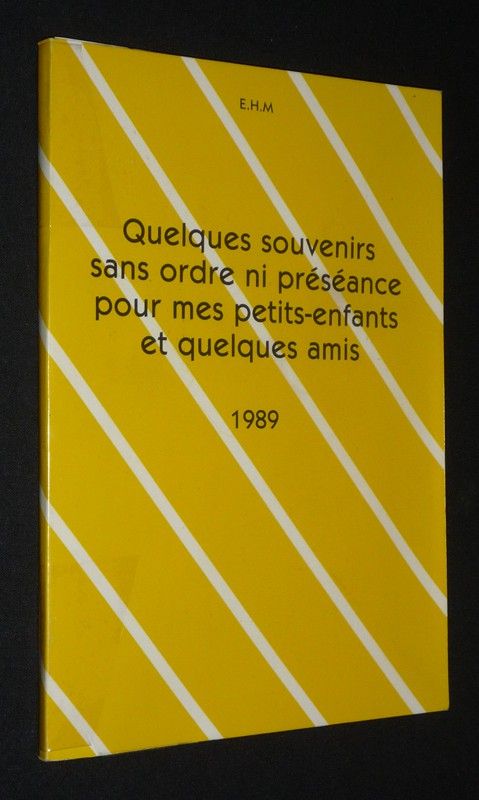 E.H.M
Quelques souvenirs
sans ordre ni préséance
pour mes petits-enfants
et quelques amis
1989